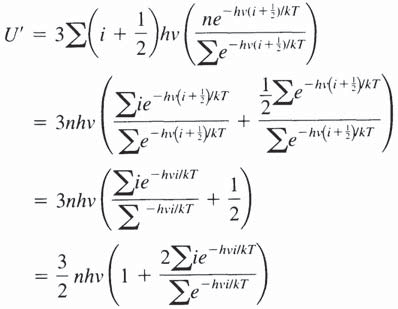 U′ = 3∑(i + 1/2)hν (ne^{-hν(i+1/2)/kT} / ∑e^{-hν(i+1/2)/kT})
= 3nhν (∑ie^{-hν(i+1/2)/kT} / ∑e^{-hν(i+1/2)/kT} + 1/2∑e^{-hν(i+1/2)/kT} / ∑e^{-hν(i+1/2)/kT})
= 3nhν (∑ie^{-hνi/kT} / ∑^{-hνi/kT} + 1/2)
= 3/2 nhν (1 + 2∑ie^{-hνi/kT} / ∑e^{-hνi/kT})